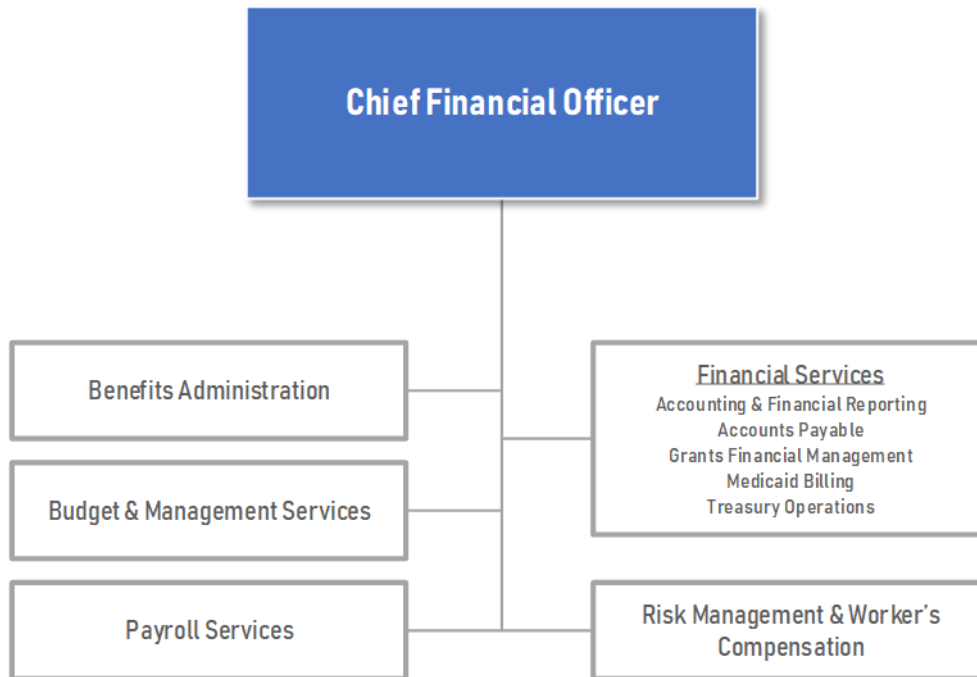 Chief Financial Officer
Benefits Administration
Budget & Management Services
Payroll Services
Financial Services
Accounting & Financial Reporting
Accounts Payable
Grants Financial Management
Medicaid Billing
Treasury Operations
Risk Management & Worker’s
Compensation